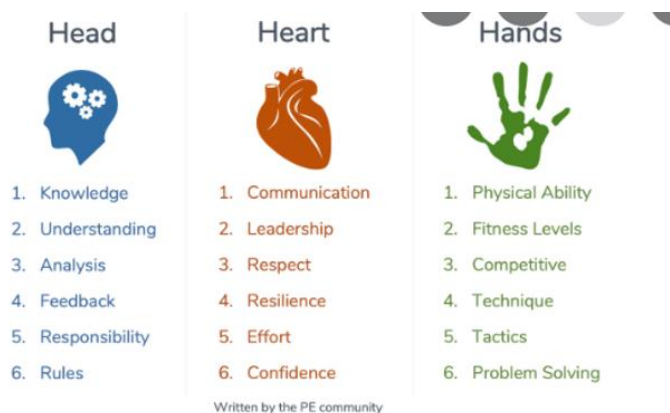 Head
1. Knowledge
2. Understanding
3. Analysis
4. Feedback
5. Responsibility
6. Rules
Heart
1. Communication
2. Leadership
3. Respect
4. Resilience
5. Effort
6. Confidence
Hands
1. Physical Ability
2. Fitness Levels
3. Competitive
4. Technique
5. Tactics
6. Problem Solving
Written by the PE community